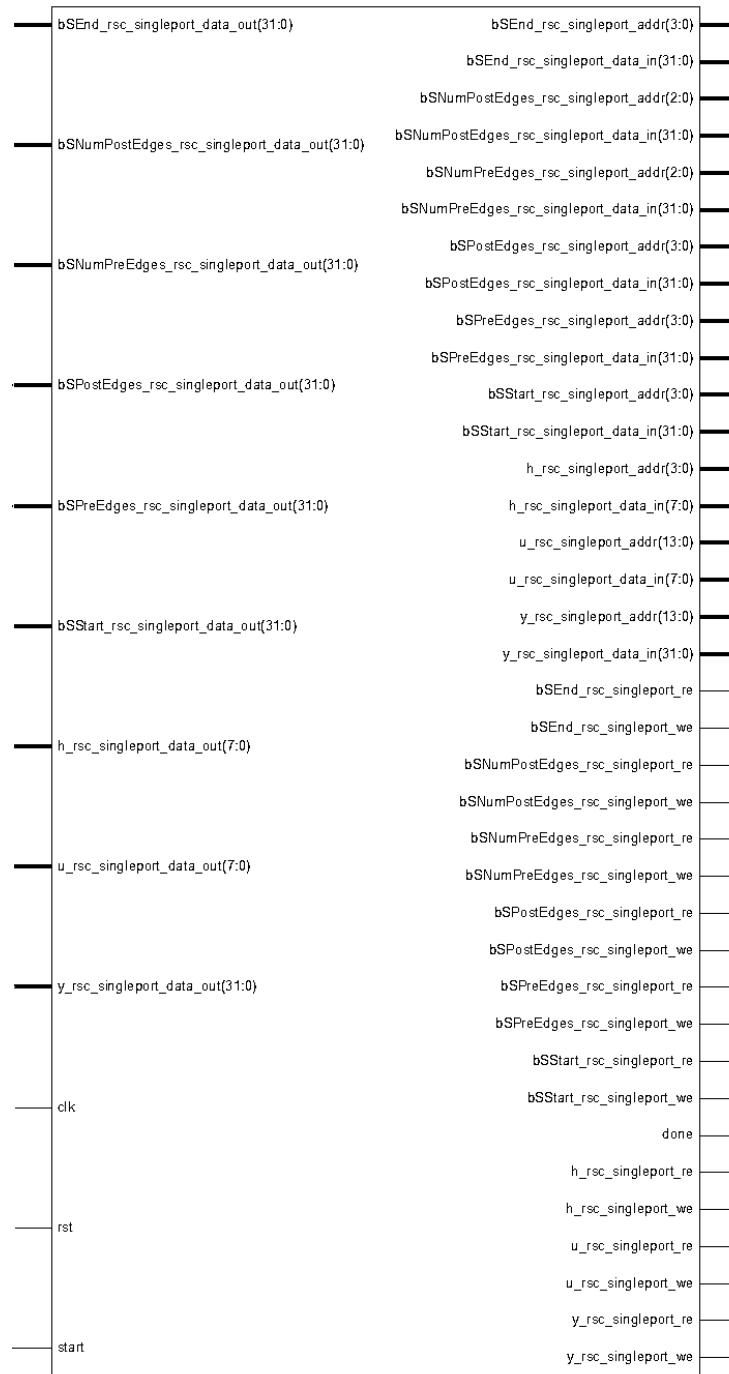 bSEnd_rsc_singleport_data_out(31:0)
bSNumPostEdges_rsc_singleport_data_out(31:0)
bSNumPreEdges_rsc_singleport_data_out(31:0)
bSPostEdges_rsc_singleport_data_out(31:0)
bSPreEdges_rsc_singleport_data_out(31:0)
bSStart_rsc_singleport_data_out(31:0)
h_rsc_singleport_data_out(7:0)
u_rsc_singleport_data_out(7:0)
y_rsc_singleport_data_out(31:0)
clk
rst
start
bSEnd_rsc_singleport_addr(3:0)
bSEnd_rsc_singleport_data_in(31:0)
bSNumPostEdges_rsc_singleport_addr(2:0)
bSNumPostEdges_rsc_singleport_data_in(31:0)
bSNumPreEdges_rsc_singleport_addr(2:0)
bSNumPreEdges_rsc_singleport_data_in(31:0)
bSPostEdges_rsc_singleport_addr(3:0)
bSPostEdges_rsc_singleport_data_in(31:0)
bSPreEdges_rsc_singleport_addr(3:0)
bSPreEdges_rsc_singleport_data_in(31:0)
bSStart_rsc_singleport_addr(3:0)
bSStart_rsc_singleport_data_in(31:0)
h_rsc_singleport_addr(3:0)
h_rsc_singleport_data_in(7:0)
u_rsc_singleport_addr(13:0)
u_rsc_singleport_data_in(7:0)
y_rsc_singleport_addr(13:0)
y_rsc_singleport_data_in(31:0)
bSEnd_rsc_singleport_re
bSEnd_rsc_singleport_we
bSNumPostEdges_rsc_singleport_re
bSNumPostEdges_rsc_singleport_we
bSNumPreEdges_rsc_singleport_re
bSNumPreEdges_rsc_singleport_we
bSPostEdges_rsc_singleport_re
bSPostEdges_rsc_singleport_we
bSPreEdges_rsc_singleport_re
bSPreEdges_rsc_singleport_we
bSStart_rsc_singleport_re
bSStart_rsc_singleport_we
done
h_rsc_singleport_re
h_rsc_singleport_we
u_rsc_singleport_re
u_rsc_singleport_we
y_rsc_singleport_re
y_rsc_singleport_we